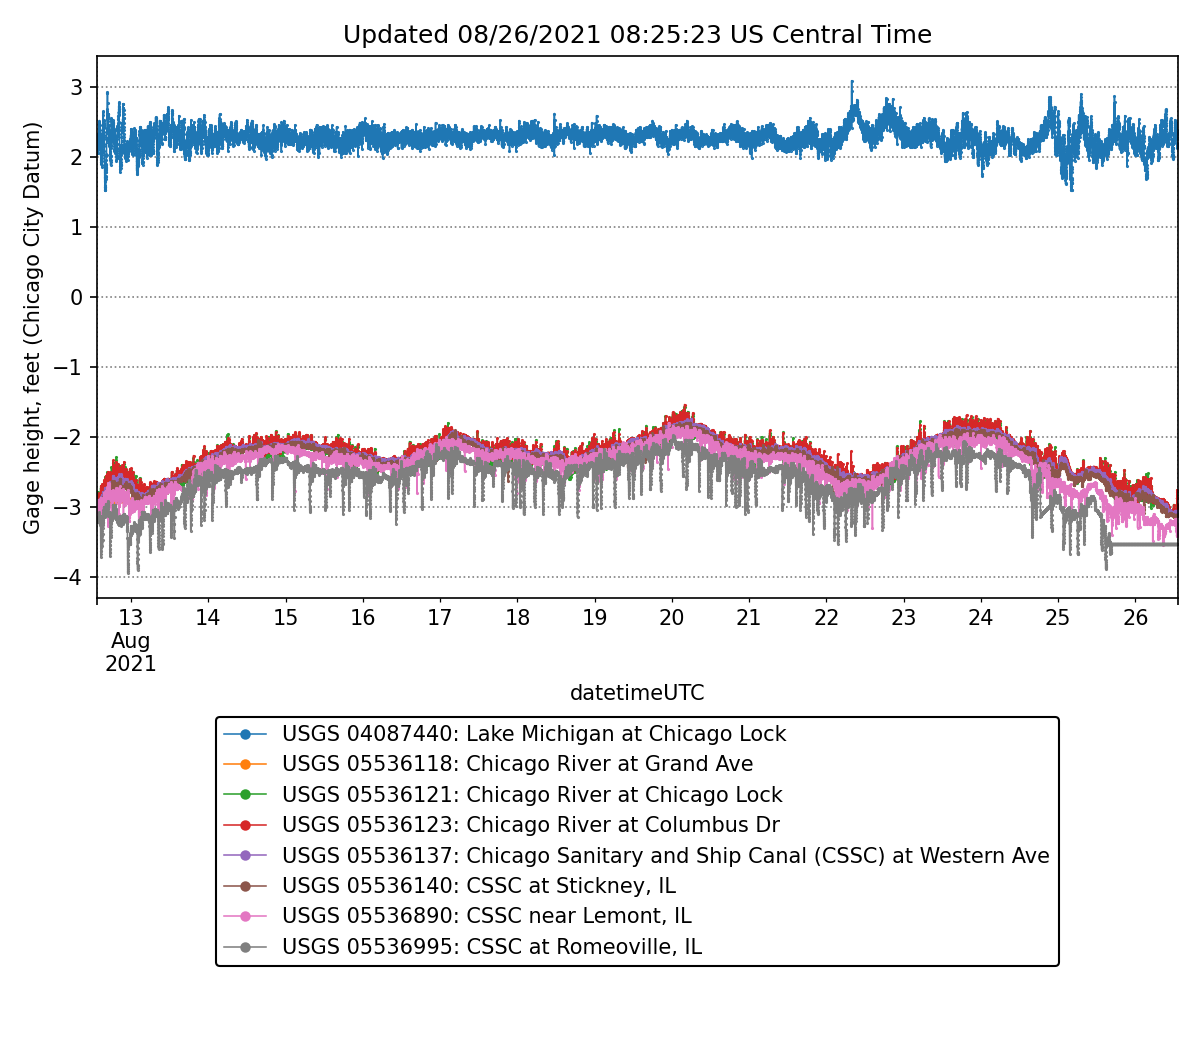 Updated 08/26/2021 08:25:23 US Central Time
Gage height, feet (Chicago City Datum)
3
2
1
0
−1
−2
−3
−4
13 14 15 16 17 18 19 20 21 22 23 24 25 26
Aug
2021
datetimeUTC
USGS 04087440: Lake Michigan at Chicago Lock
USGS 05536118: Chicago River at Grand Ave
USGS 05536121: Chicago River at Chicago Lock
USGS 05536123: Chicago River at Columbus Dr
USGS 05536137: Chicago Sanitary and Ship Canal (CSSC) at Western Ave
USGS 05536140: CSSC at Stickney, IL
USGS 05536890: CSSC near Lemont, IL
USGS 05536995: CSSC at Romeoville, IL